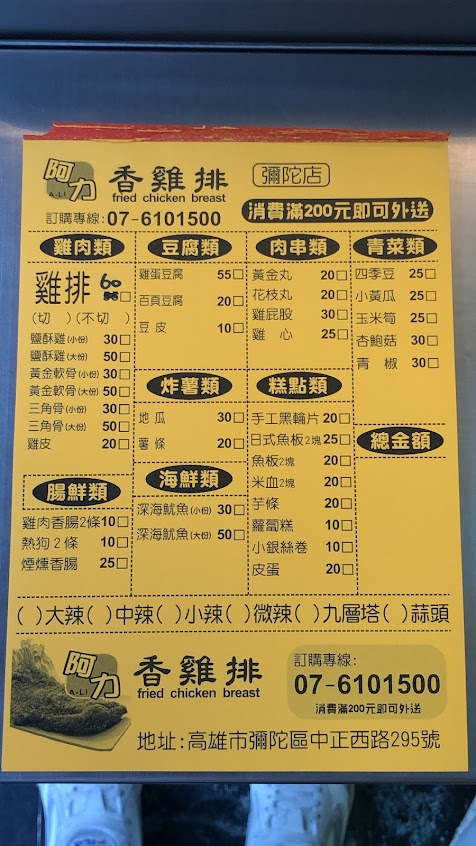 阿力 A-LI 香雞排 彌陀店
fried chicken breast
訂購專線:07-6101500 消費滿200元即可外送
雞肉類
雞排 60
(切 )(不切 )
鹽酥雞(小份) 30□
鹽酥雞(大份) 50□
黃金軟骨(小份) 30□
黃金軟骨(大份) 50□
三角骨(小份) 30□
三角骨(大份) 50□
雞皮 20□
腸鮮類
雞肉香腸2條10□
熱狗2條 10□
煙燻香腸 25□
豆腐類
雞蛋豆腐 55□
百頁豆腐 20□
豆皮 10□
炸薯類
地瓜 30□
薯條 20□
海鮮類
深海魷魚(小份) 30□
深海魷魚(大份) 50□
肉串類
黃金丸 20□
花枝丸 20□
雞屁股 30□
雞心 25□
糕點類
手工黑輪片20□
日式魚板2塊25□
魚板2塊 20□
米血2塊 20□
芋條 20□
蘿蔔糕 10□
小銀絲卷 10□
皮蛋 20□
青菜類
四季豆 25□
小黃瓜 25□
玉米筍 25□
杏鮑菇 30□
青椒 30□
總金額
( )大辣( )中辣( )小辣( )微辣( )九層塔( )蒜頭
阿力 A-LI 香雞排
fried chicken breast
訂購專線:
07-6101500
消費滿200元即可外送
地址:高雄市彌陀區中正西路295號